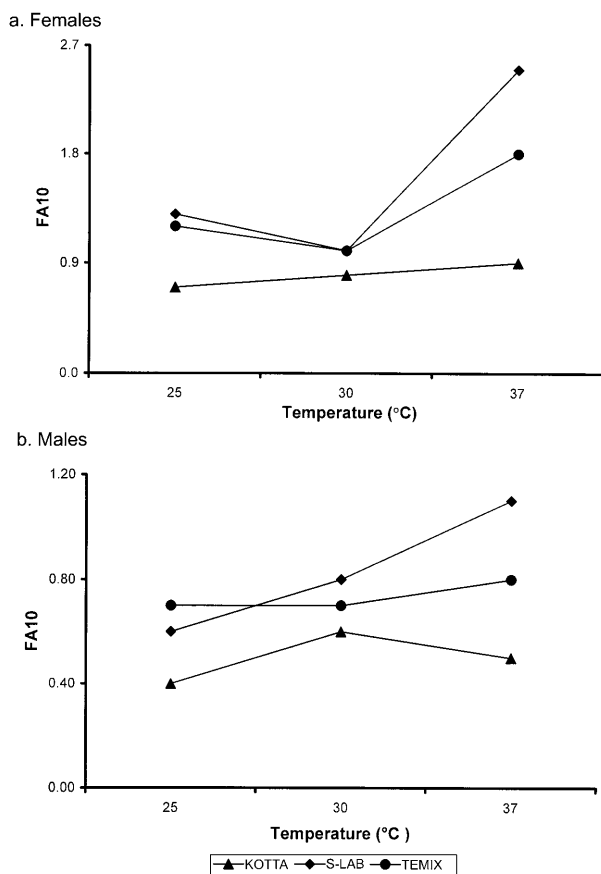 a. Females
2.7
1.8
0.9
0.0
FA10
25 30 37
Temperature (°C)
b. Males
1.20
0.80
0.40
0.00
FA10
25 30 37
Temperature (°C )
KOTTA S-LAB TEMIX